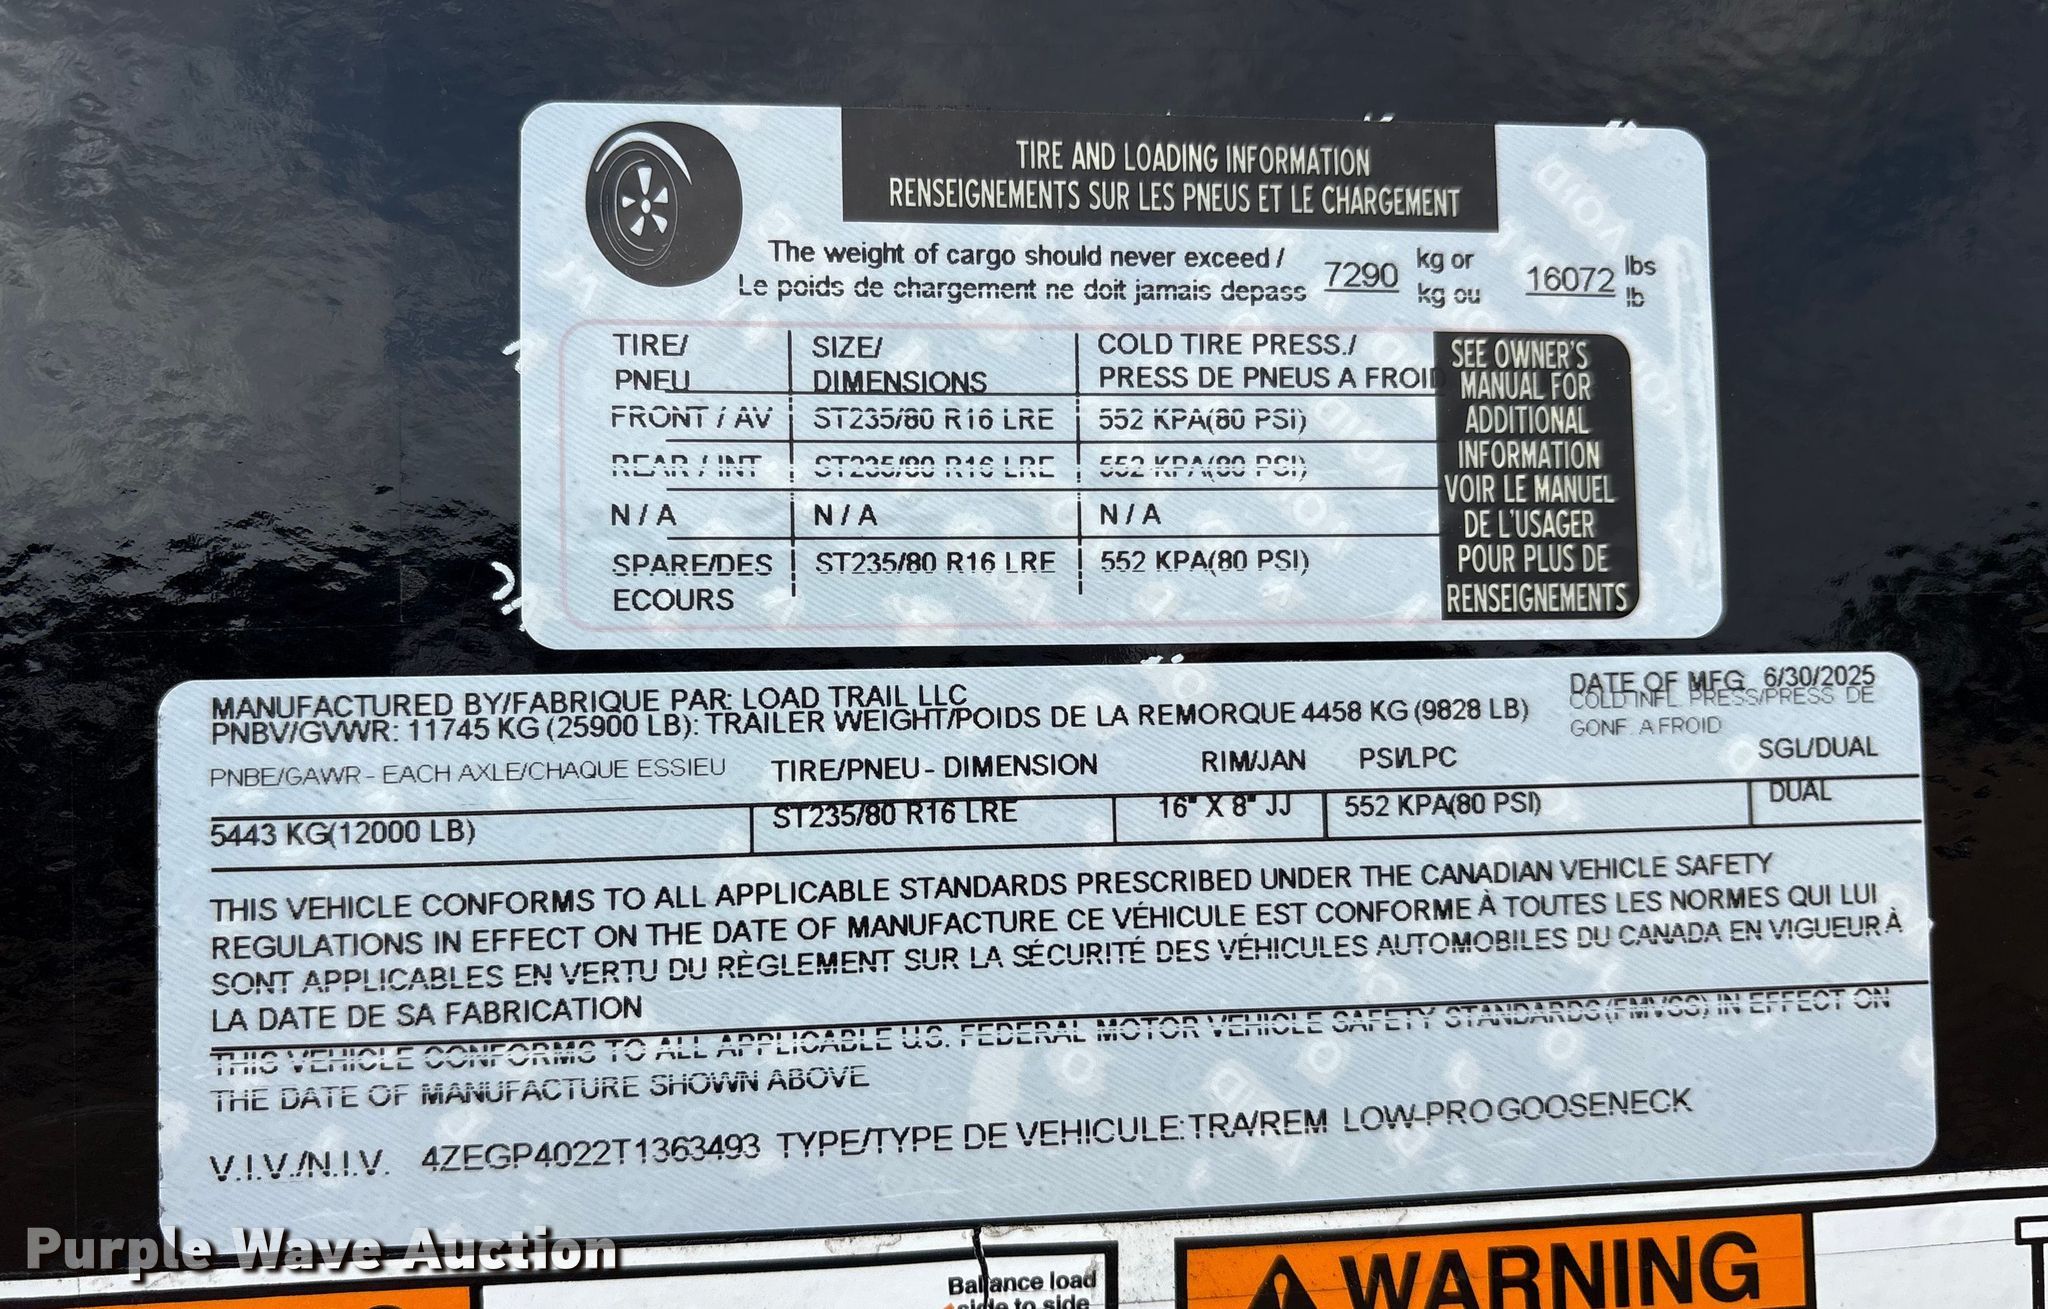 TIRE AND LOADING INFORMATION
RENSEIGNEMENTS SUR LES PNEUS ET LE CHARGEMENT
The weight of cargo should never exceed / 7290 kg or 16072 lbs
Le poids de chargement ne doit jamais depass kg ou lb
TIRE/ SIZE/ COLD TIRE PRESS./
PNEU DIMENSIONS PRESS DE PNEUS A FROID
FRONT / AV ST235/80 R16 LRE 552 KPA(80 PSI)
REAR / INT ST235/80 R16 LRE 552 KPA(80 PSI)
N / A N / A N / A
SPARE/DES ST235/80 R16 LRE 552 KPA(80 PSI)
ECOURS
SEE OWNER'S
MANUAL FOR
ADDITIONAL
INFORMATION
VOIR LE MANUEL
DE L'USAGER
POUR PLUS DE
RENSEIGNEMENTS
MANUFACTURED BY/FABRIQUE PAR: LOAD TRAIL LLC DATE OF MFG 6/30/2025
PNBV/GVWR: 11745 KG (25900 LB): TRAILER WEIGHT/POIDS DE LA REMORQUE 4458 KG (9828 LB) COLD INFL. PRESS/PRESS DE
GONF. A FROID
PNBE/GAWR - EACH AXLE/CHAQUE ESSIEU TIRE/PNEU - DIMENSION RIM/JAN PSI/LPC SGL/DUAL
5443 KG(12000 LB) ST235/80 R16 LRE 16" X 8" JJ 552 KPA(80 PSI) DUAL
THIS VEHICLE CONFORMS TO ALL APPLICABLE STANDARDS PRESCRIBED UNDER THE CANADIAN VEHICLE SAFETY
REGULATIONS IN EFFECT ON THE DATE OF MANUFACTURE CE VÉHICULE EST CONFORME À TOUTES LES NORMES QUI LUI
SONT APPLICABLES EN VERTU DU RÈGLEMENT SUR LA SÉCURITÉ DES VÉHICULES AUTOMOBILES DU CANADA EN VIGUEUR À
LA DATE DE SA FABRICATION
THIS VEHICLE CONFORMS TO ALL APPLICABLE U.S. FEDERAL MOTOR VEHICLE SAFETY STANDARDS (FMVSS) IN EFFECT ON
THE DATE OF MANUFACTURE SHOWN ABOVE
V.I.V./N.I.V. 4ZEGP4022T1363493 TYPE/TYPE DE VEHICULE: TRA/REM LOW-PRO GOOSENECK
Purple Wave Auction
Balance load
side to side
WARNING